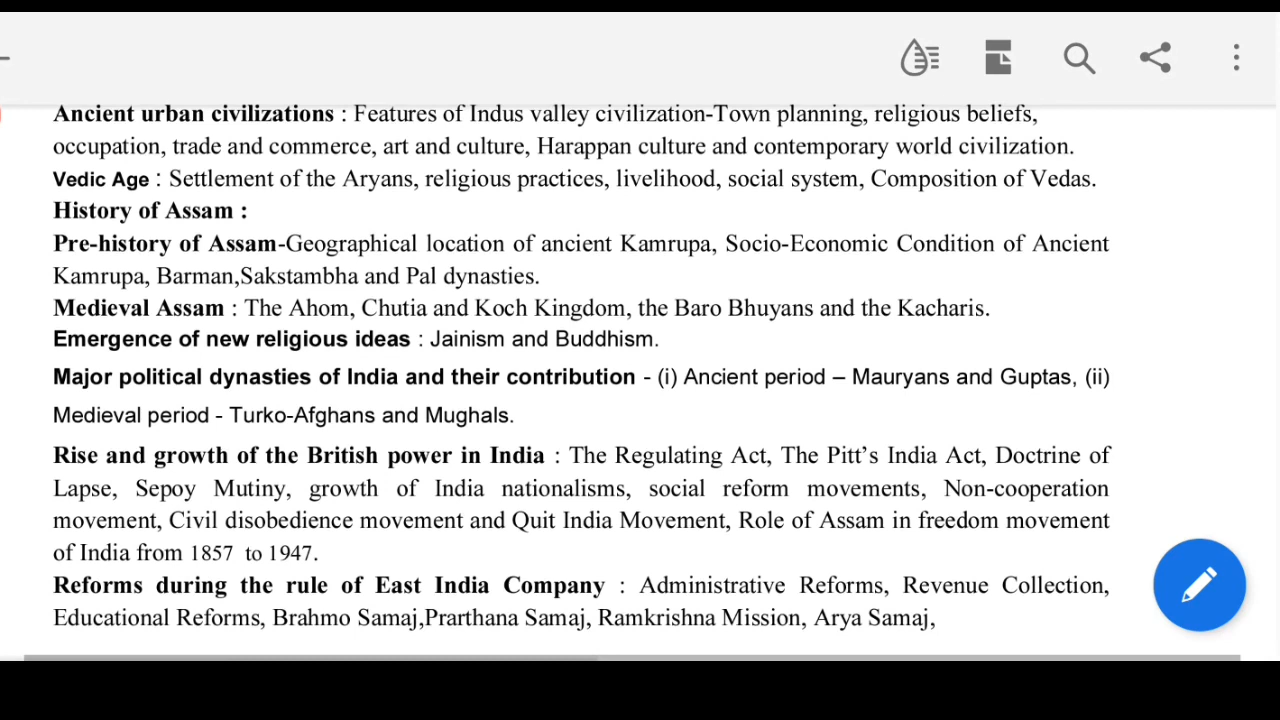 Ancient urban civilizations : Features of Indus valley civilization-Town planning, religious beliefs,
occupation, trade and commerce, art and culture, Harappan culture and contemporary world civilization.
Vedic Age : Settlement of the Aryans, religious practices, livelihood, social system, Composition of Vedas.
History of Assam :
Pre-history of Assam-Geographical location of ancient Kamrupa, Socio-Economic Condition of Ancient
Kamrupa, Barman,Sakstambha and Pal dynasties.
Medieval Assam : The Ahom, Chutia and Koch Kingdom, the Baro Bhuyans and the Kacharis.
Emergence of new religious ideas : Jainism and Buddhism.
Major political dynasties of India and their contribution - (i) Ancient period – Mauryans and Guptas, (ii)
Medieval period - Turko-Afghans and Mughals.
Rise and growth of the British power in India : The Regulating Act, The Pitt’s India Act, Doctrine of
Lapse, Sepoy Mutiny, growth of India nationalisms, social reform movements, Non-cooperation
movement, Civil disobedience movement and Quit India Movement, Role of Assam in freedom movement
of India from 1857 to 1947.
Reforms during the rule of East India Company : Administrative Reforms, Revenue Collection,
Educational Reforms, Brahmo Samaj,Prarthana Samaj, Ramkrishna Mission, Arya Samaj,